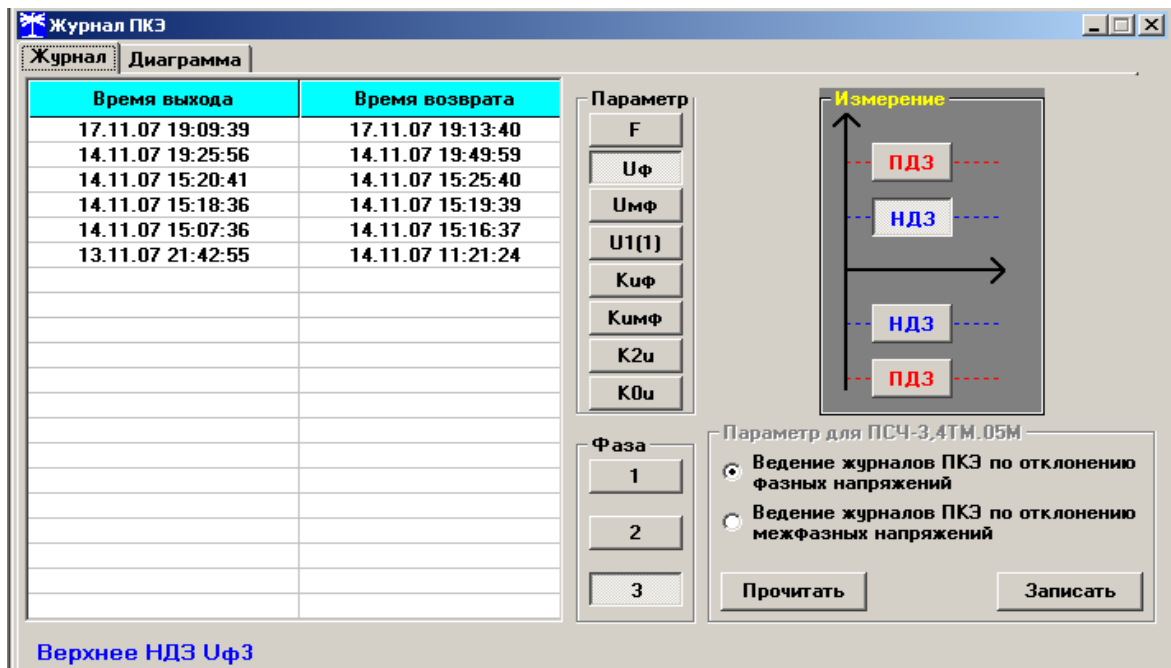 Журнал ПКЭ
Журнал Диаграмма
Время выхода Время возврата
17.11.07 19:09:39 17.11.07 19:13:40
14.11.07 19:25:56 14.11.07 19:49:59
14.11.07 15:20:41 14.11.07 15:25:40
14.11.07 15:18:36 14.11.07 15:19:39
14.11.07 15:07:36 14.11.07 15:16:37
13.11.07 21:42:55 14.11.07 11:21:24
Параметр
F
Uф
Uмф
U1(1)
Kиф
Kимф
K2и
K0и
Фаза
1
2
3
Измерение
ПДЗ
НДЗ
НДЗ
ПДЗ
Параметр для ПСЧ-3,4ТМ.05М
Ведение журналов ПКЭ по отклонению
фазных напряжений
Ведение журналов ПКЭ по отклонению
межфазных напряжений
Прочитать Записать
Верхнее НДЗ Uф3